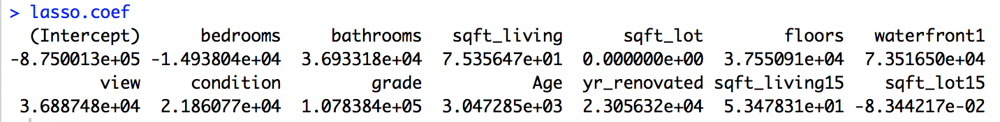 > lasso.coef
(Intercept) bedrooms bathrooms sqft_living sqft_lot floors waterfront1
-8.750013e+05 -1.493804e+04 3.693318e+04 7.535647e+01 0.000000e+00 3.755091e+04 7.351650e+04
view condition grade Age yr_renovated sqft_living15 sqft_lot15
3.688748e+04 2.186077e+04 1.078384e+05 3.047285e+03 2.305632e+04 5.347831e+01 -8.344217e-02